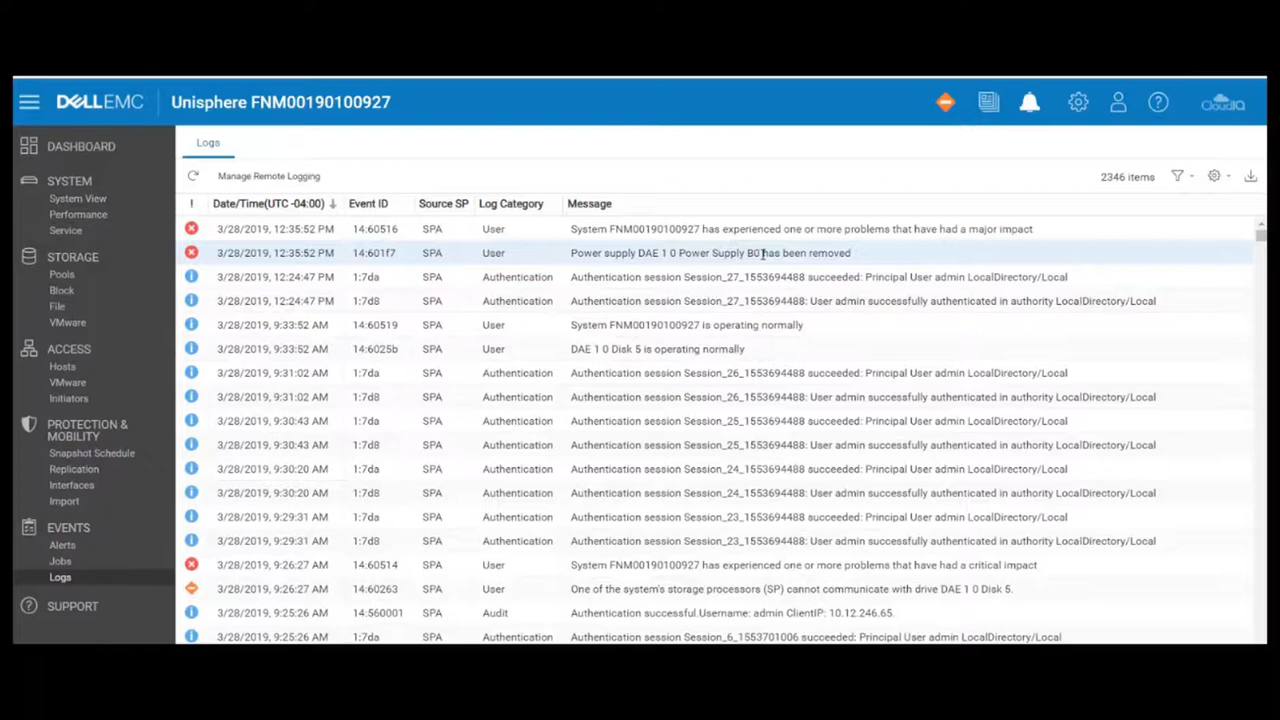 DELLEMC Unisphere FNM00190100927 CloudIQ
DASHBOARD
SYSTEM
System View
Performance
Service
STORAGE
Pools
Block
File
VMware
ACCESS
Hosts
VMware
Initiators
PROTECTION &
MOBILITY
Snapshot Schedule
Replication
Interfaces
Import
EVENTS
Alerts
Jobs
Logs
SUPPORT
Logs
Manage Remote Logging 2346 items
! Date/Time(UTC -04:00) Event ID Source SP Log Category Message
3/28/2019, 12:35:52 PM 14:60516 SPA User System FNM00190100927 has experienced one or more problems that have had a major impact
3/28/2019, 12:35:52 PM 14:601f7 SPA User Power supply DAE 1 0 Power Supply B0 has been removed
3/28/2019, 12:24:47 PM 1:7da SPA Authentication Authentication session Session_27_1553694488 succeeded: Principal User admin LocalDirectory/Local
3/28/2019, 12:24:47 PM 1:7d8 SPA Authentication Authentication session Session_27_1553694488: User admin successfully authenticated in authority LocalDirectory/Local
3/28/2019, 9:33:52 AM 14:60519 SPA User System FNM00190100927 is operating normally
3/28/2019, 9:33:52 AM 14:6025b SPA User DAE 1 0 Disk 5 is operating normally
3/28/2019, 9:31:02 AM 1:7da SPA Authentication Authentication session Session_26_1553694488 succeeded: Principal User admin LocalDirectory/Local
3/28/2019, 9:31:02 AM 1:7d8 SPA Authentication Authentication session Session_26_1553694488: User admin successfully authenticated in authority LocalDirectory/Local
3/28/2019, 9:30:43 AM 1:7da SPA Authentication Authentication session Session_25_1553694488 succeeded: Principal User admin LocalDirectory/Local
3/28/2019, 9:30:43 AM 1:7d8 SPA Authentication Authentication session Session_25_1553694488: User admin successfully authenticated in authority LocalDirectory/Local
3/28/2019, 9:30:20 AM 1:7da SPA Authentication Authentication session Session_24_1553694488 succeeded: Principal User admin LocalDirectory/Local
3/28/2019, 9:30:20 AM 1:7d8 SPA Authentication Authentication session Session_24_1553694488: User admin successfully authenticated in authority LocalDirectory/Local
3/28/2019, 9:29:31 AM 1:7da SPA Authentication Authentication session Session_23_1553694488 succeeded: Principal User admin LocalDirectory/Local
3/28/2019, 9:29:31 AM 1:7d8 SPA Authentication Authentication session Session_23_1553694488: User admin successfully authenticated in authority LocalDirectory/Local
3/28/2019, 9:26:27 AM 14:60514 SPA User System FNM00190100927 has experienced one or more problems that have had a critical impact
3/28/2019, 9:26:27 AM 14:60263 SPA User One of the system's storage processors (SP) cannot communicate with drive DAE 1 0 Disk 5.
3/28/2019, 9:25:26 AM 14:560001 SPA Audit Authentication successful.Username: admin ClientIP: 10.12.246.65.
3/28/2019, 9:25:26 AM 1:7da SPA Authentication Authentication session Session_6_1553701006 succeeded: Principal User admin LocalDirectory/Local